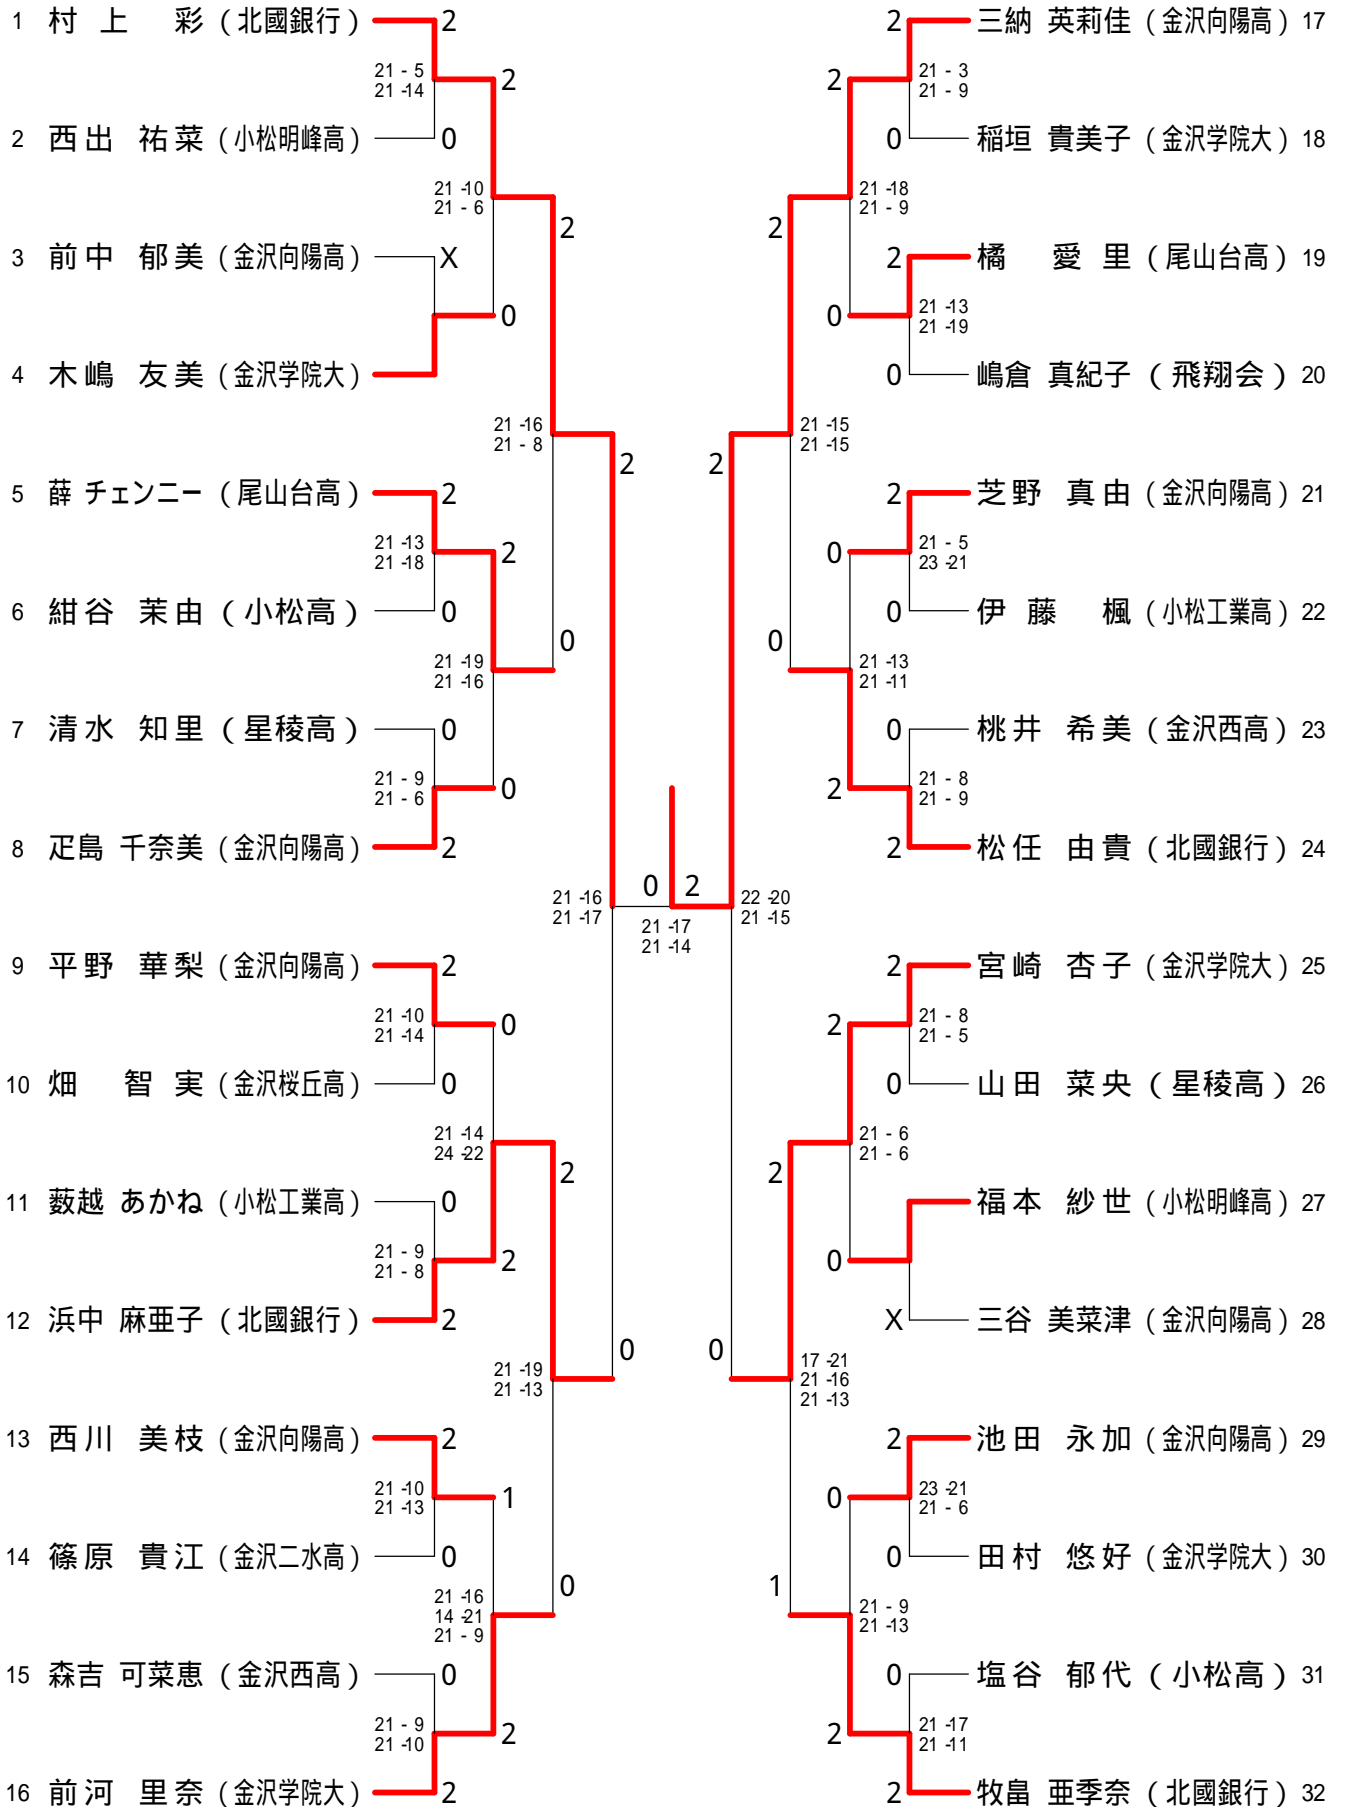 1 村上 彩 (北國銀行) 2
21 - 5
21 -14
2
2 西出 祐菜 (小松明峰高) 0
21 -10
21 - 6
2
3 前中 郁美 (金沢向陽高) X
0
4 木嶋 友美 (金沢学院大)
21 -16
21 - 8
2
5 薛 チェンニー (尾山台高) 2
21 -13
21 -18
2
6 紺谷 茉由 (小松高) 0
0
21 -19
21 -16
7 清水 知里 (星稜高) 0
21 - 9
21 - 6
0
8 疋島 千奈美 (金沢向陽高) 2
21 -16
21 -17
0 2
21 -17
21 -14
9 平野 華梨 (金沢向陽高) 2
21 -10
21 -14
0
10 畑 智実 (金沢桜丘高) 0
21 -14
24 -22
2
11 薮越 あかね (小松工業高) 0
21 - 9
21 - 8
2
12 浜中 麻亜子 (北國銀行) 2
0
21 -19
21 -13
13 西川 美枝 (金沢向陽高) 2
21 -10
21 -13
1
14 篠原 貴江 (金沢二水高) 0
0
21 -16
14 -21
21 - 9
15 森吉 可菜恵 (金沢西高) 0
21 - 9
21 -10
2
16 前河 里奈 (金沢学院大) 2
2 三納 英莉佳 (金沢向陽高) 17
2
21 - 3
21 - 9
0 稲垣 貴美子 (金沢学院大) 18
21 -18
21 - 9
2
2 橘 愛里 (尾山台高) 19
0
21 -13
21 -19
0 嶋倉 真紀子 (飛翔会) 20
21 -15
21 -15
2
2 芝野 真由 (金沢向陽高) 21
0
21 - 5
23 -21
0 伊藤 楓 (小松工業高) 22
0
21 -13
21 -11
0 桃井 希美 (金沢西高) 23
2
21 - 8
21 - 9
2 松任 由貴 (北國銀行) 24
22 -20
21 -15
2 宮崎 杏子 (金沢学院大) 25
2
21 - 8
21 - 5
0 山田 菜央 (星稜高) 26
21 - 6
21 - 6
2
福本 紗世 (小松明峰高) 27
0
X 三谷 美菜津 (金沢向陽高) 28
0
17 -21
21 -16
21 -13
2 池田 永加 (金沢向陽高) 29
0
23 -21
21 - 6
0 田村 悠好 (金沢学院大) 30
1
21 - 9
21 -13
0 塩谷 郁代 (小松高) 31
2
21 -17
21 -11
2 牧畠 亜季奈 (北國銀行) 32